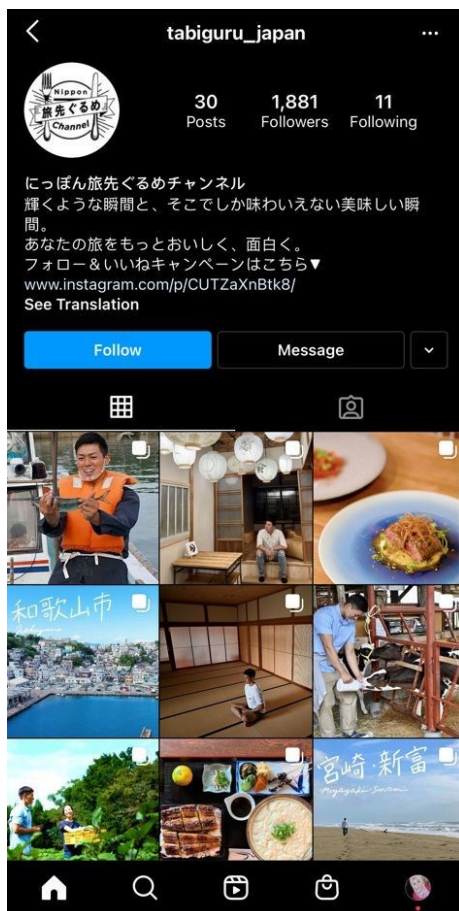 tabiguru_japan
Nippon
旅先ぐるめ
Channel
30
Posts
1,881
Followers
11
Following
にっぽん旅先ぐるめチャンネル
輝くような瞬間と、そこでしか味わいえない美味しい瞬
間。
あなたの旅をもっとおいしく、面白く。
フォロー＆いいねキャンペーンはこちら▼
www.instagram.com/p/CUTZaXnBtk8/
See Translation
Follow
Message
和歌山市
宮崎・新富